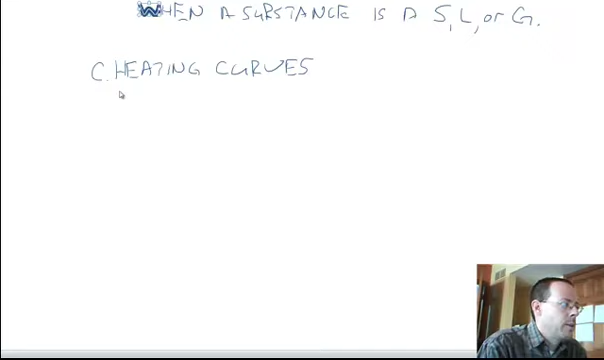 WHEN A SUBSTANCE IS A S, L, or G.
C. HEATING CURVES